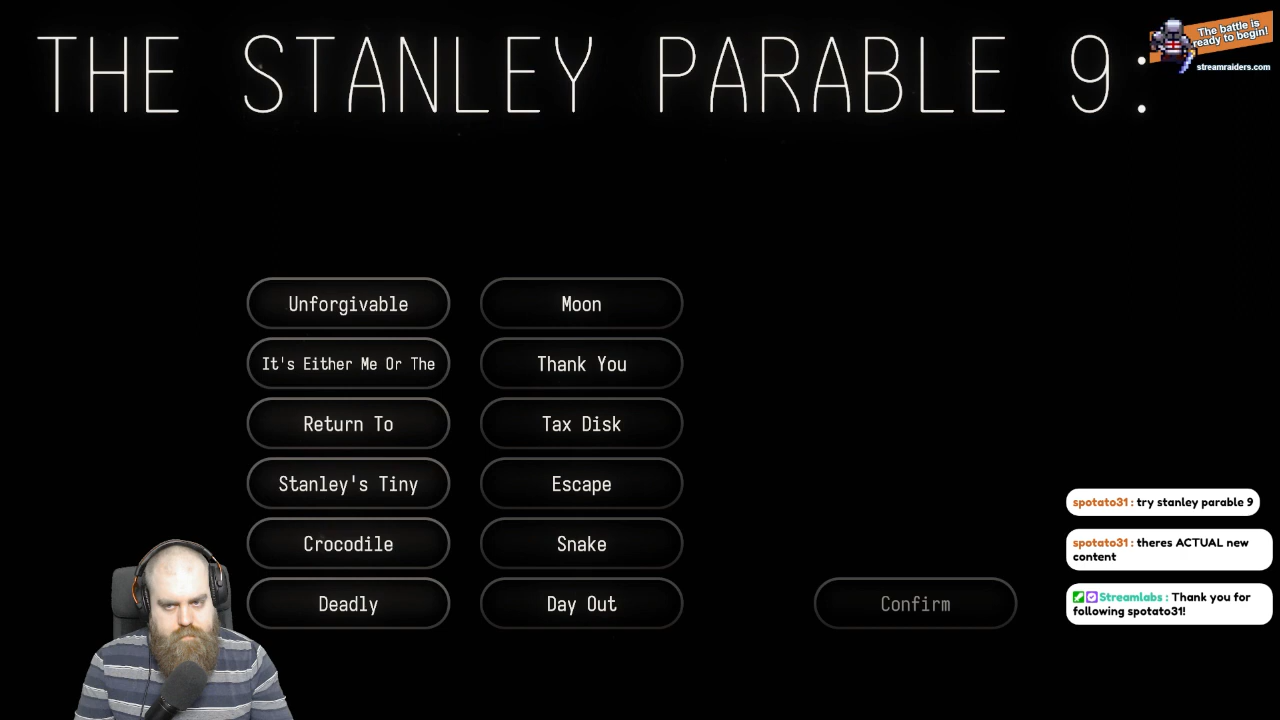 THE STANLEY PARABLE 9:
The battle is
ready to begin!
streamraiders.com
Unforgivable
Moon
It's Either Me Or The
Thank You
Return To
Tax Disk
Stanley's Tiny
Escape
Crocodile
Snake
Deadly
Day Out
Confirm
spotato31 : try stanley parable 9
spotato31 : theres ACTUAL new
content
Streamlabs : Thank you for
following spotato31!